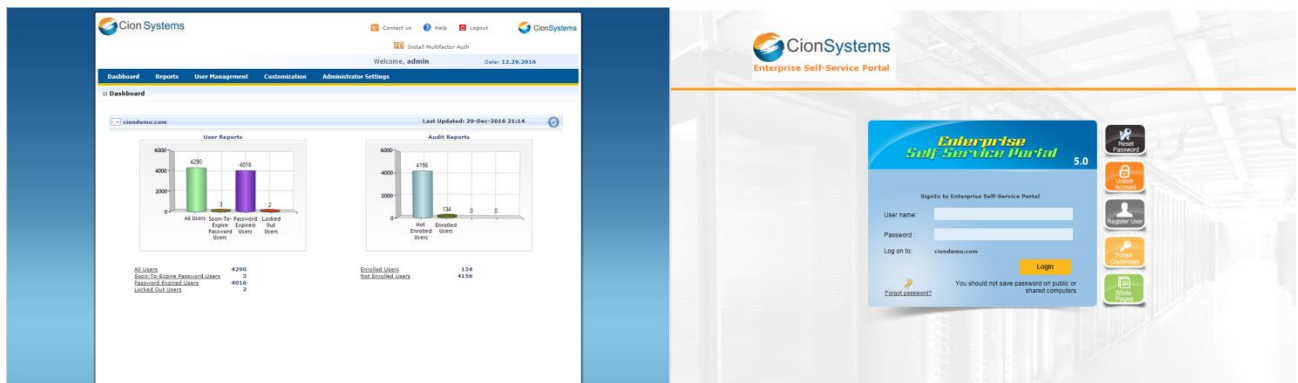 Cion Systems
Contact us Help Logout CionSystems
Install Multifactor Auth
Welcome, admin Date: 12.29.2016
Dashboard Reports User Management Customization Administrator Settings
Dashboard
ciondemo.com Last Updated: 29-Dec-2016 21:14
User Reports
6000
4000
2000
0
4290
3
4016
2
All Users
Soon-To-Expire Password Users
Password Expired Users
Locked Out Users
Audit Reports
6000
4000
2000
0
4156
134
0
0
Not Enrolled Users
Enrolled Users
All Users 4290
Soon-To-Expire Password Users 3
Password Expired Users 4016
Locked Out Users 2
Enrolled Users 134
Not Enrolled Users 4156
CionSystems
Enterprise Self-Service Portal
Enterprise
Self Service Portal 5.0
SignIn to Enterprise Self-Service Portal
User name:
Password :
Log on to: ciondemo.com
Login
Forgot password?
You should not save password on public or
shared computers
Reset
Password
Unlock
Account
Register User
Forgot
Credentials
White
Pages